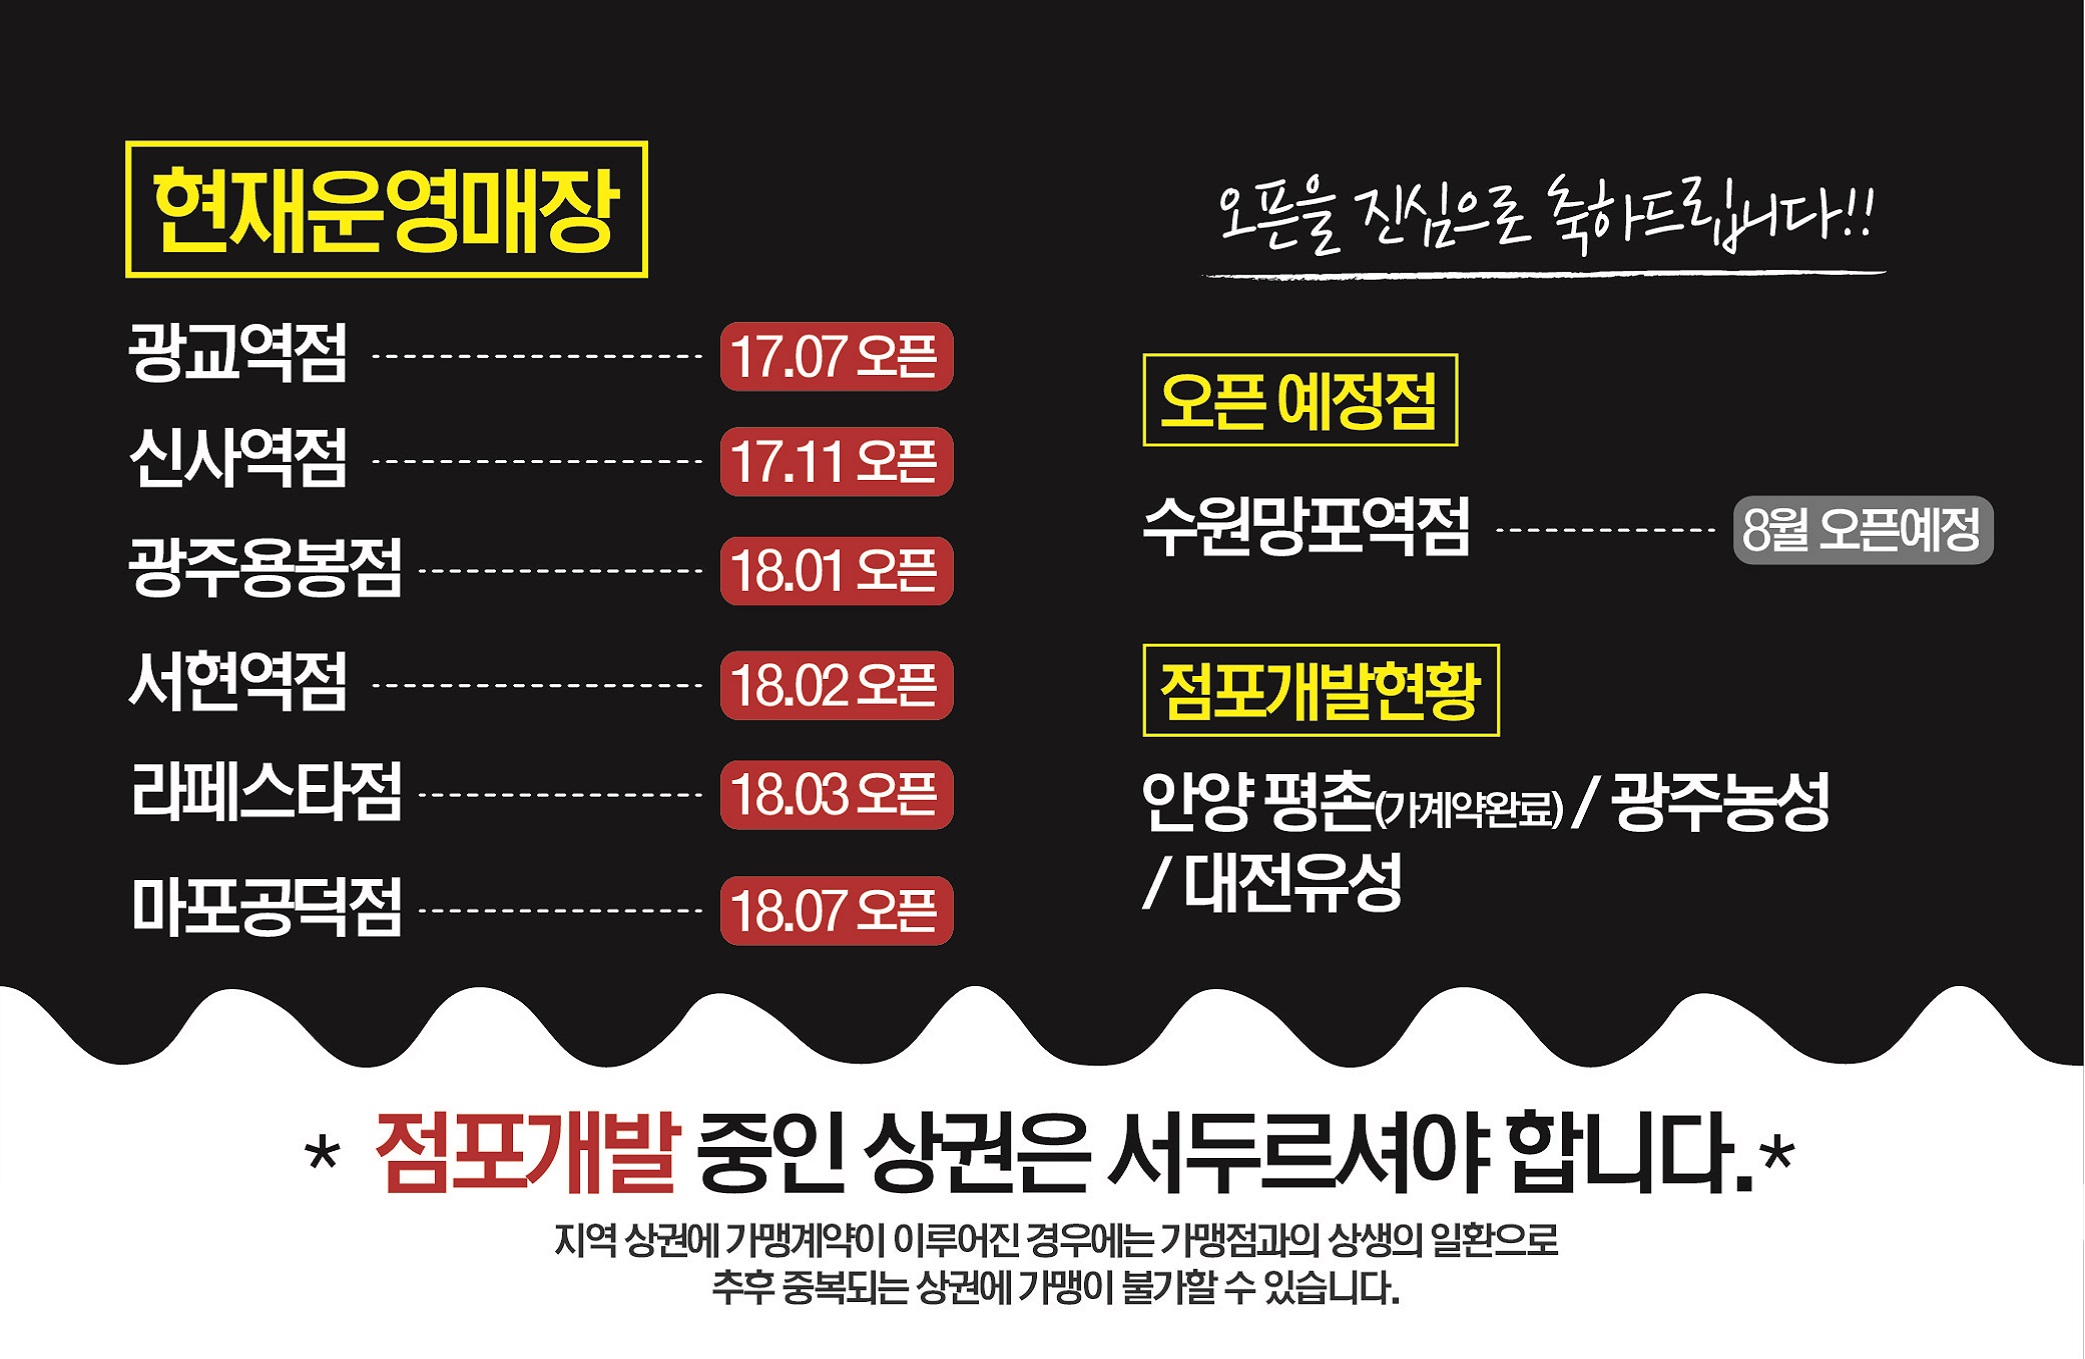 현재운영매장
광교역점 17.07 오픈
신사역점 17.11 오픈
광주용봉점 18.01 오픈
서현역점 18.02 오픈
라페스타점 18.03 오픈
마포공덕점 18.07 오픈
오픈을 진심으로 축하드립니다!!
오픈 예정점
수원망포역점 8월 오픈예정
점포개발현황
안양 평촌(가계약완료) / 광주농성
/ 대전유성
* 점포개발 중인 상권은 서두르셔야 합니다.*
지역 상권에 가맹계약이 이루어진 경우에는 가맹점과의 상생의 일환으로
추후 중복되는 상권에 가맹이 불가할 수 있습니다.